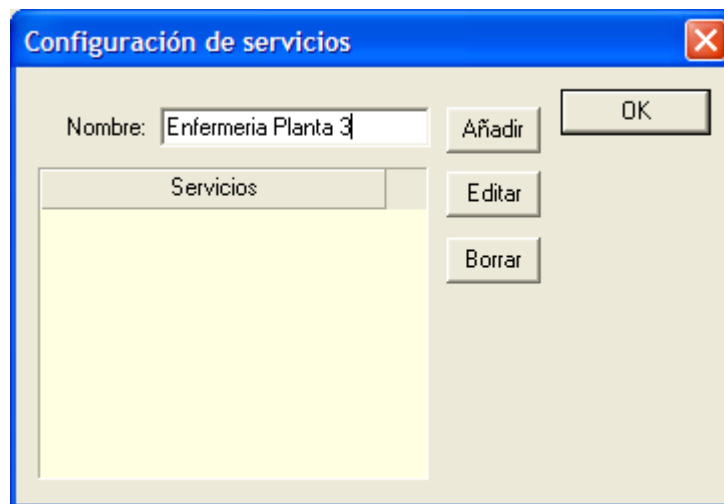 Configuración de servicios
Nombre: Enfermeria Planta 3 Añadir OK
Servicios Editar
Borrar